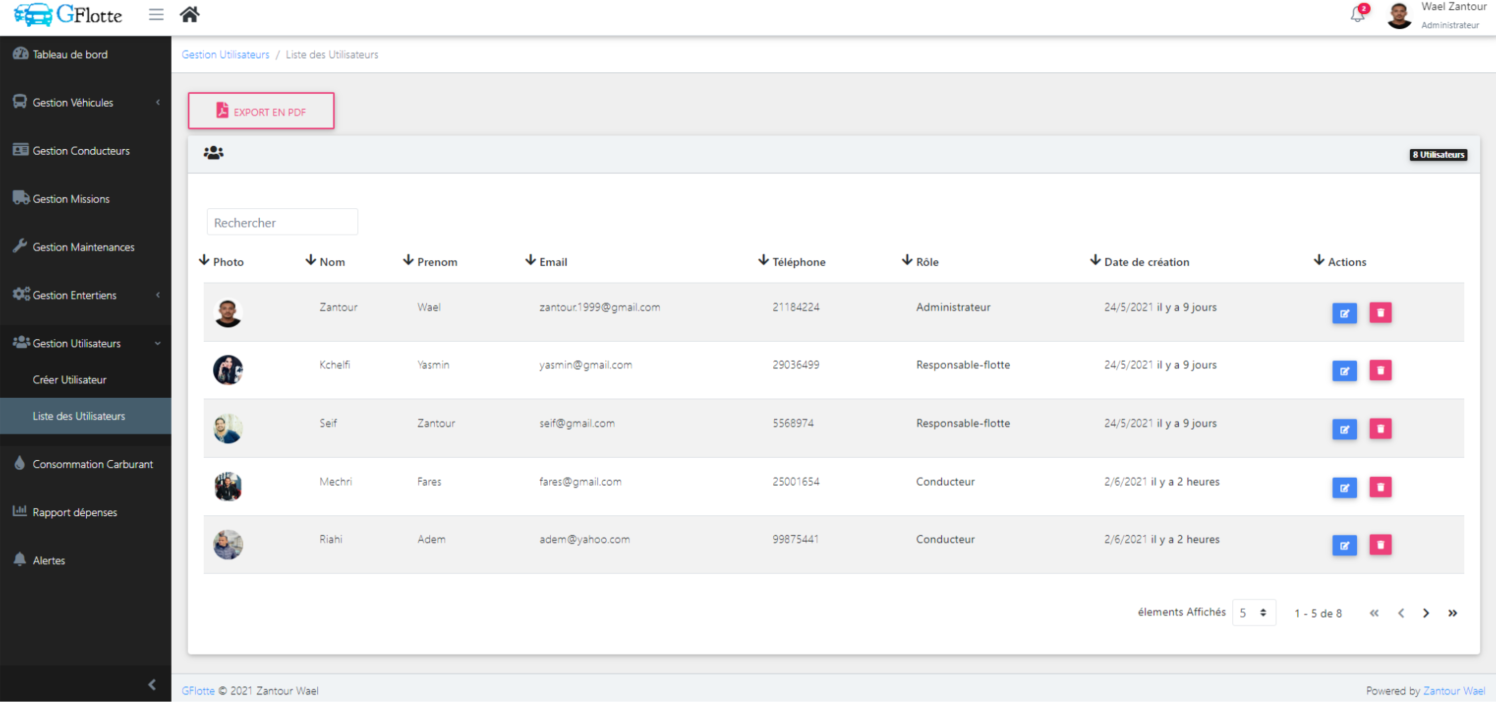 GFlotte
2
Wael Zantour
Administrateur
Tableau de bord
Gestion Véhicules
Gestion Conducteurs
Gestion Missions
Gestion Maintenances
Gestion Entertiens
Gestion Utilisateurs
Créer Utilisateur
Liste des Utilisateurs
Consommation Carburant
Rapport dépenses
Alertes
Gestion Utilisateurs / Liste des Utilisateurs
EXPORT EN PDF
8 Utilisateurs
Rechercher
Photo Nom Prenom Email Téléphone Rôle Date de création Actions
Zantour Wael zantour.1999@gmail.com 21184224 Administrateur 24/5/2021 il y a 9 jours
Kchelfi Yasmin yasmin@gmail.com 29036499 Responsable-flotte 24/5/2021 il y a 9 jours
Seif Zantour seif@gmail.com 5568974 Responsable-flotte 24/5/2021 il y a 9 jours
Mechri Fares fares@gmail.com 25001654 Conducteur 2/6/2021 il y a 2 heures
Riahi Adem adem@yahoo.com 99875441 Conducteur 2/6/2021 il y a 2 heures
élements Affichés 5 1 - 5 de 8
GFlotte © 2021 Zantour Wael
Powered by Zantour Wael